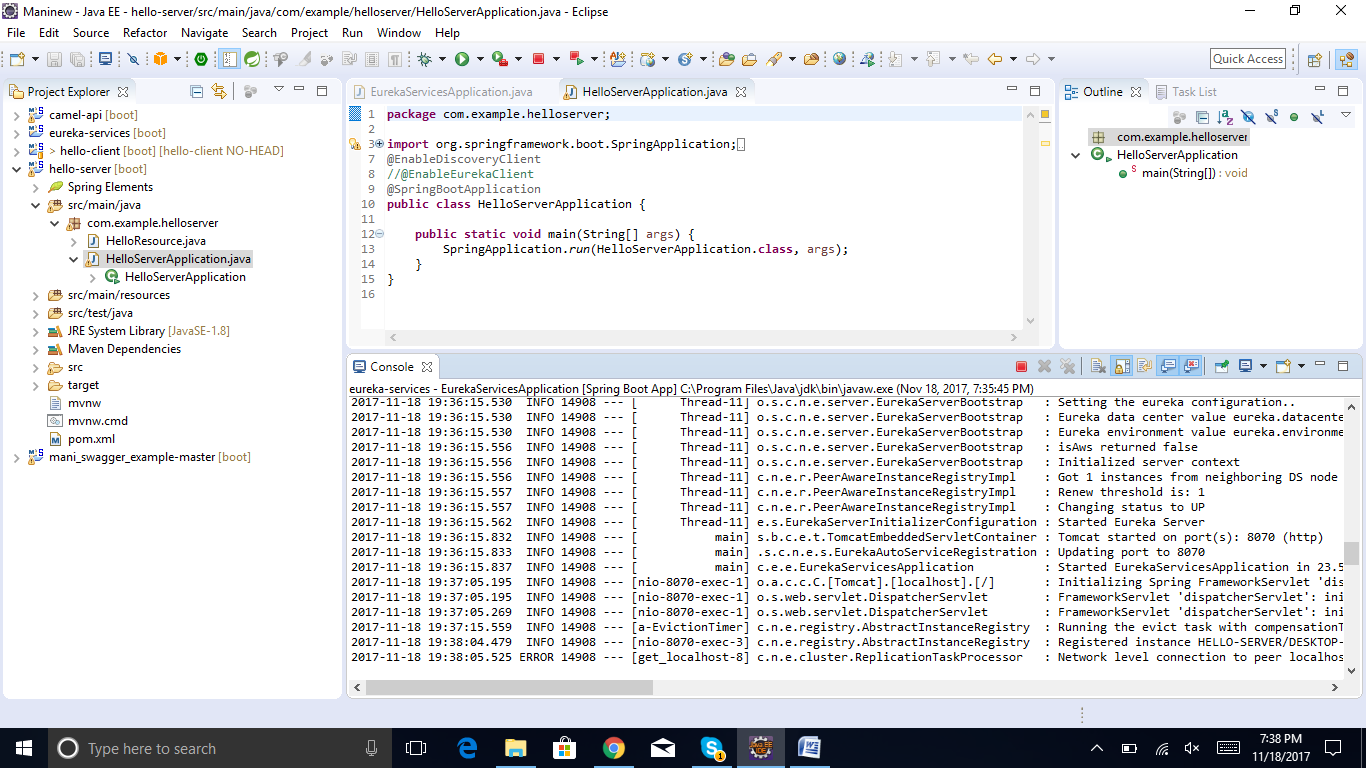 Maninew - Java EE - hello-server/src/main/java/com/example/helloserver/HelloServerApplication.java - Eclipse
File Edit Source Refactor Navigate Search Project Run Window Help
Quick Access
Project Explorer
camel-api [boot]
eureka-services [boot]
> hello-client [boot] [hello-client NO-HEAD]
hello-server [boot]
Spring Elements
src/main/java
com.example.helloserver
HelloResource.java
HelloServerApplication.java
HelloServerApplication
src/main/resources
src/test/java
JRE System Library [JavaSE-1.8]
Maven Dependencies
src
target
mvnw
mvnw.cmd
pom.xml
mani_swagger_example-master [boot]
EurekaServicesApplication.java HelloServerApplication.java
1 package com.example.helloserver;
2
3 import org.springframework.boot.SpringApplication;
7 @EnableDiscoveryClient
8 //@EnableEurekaClient
9 @SpringBootApplication
10 public class HelloServerApplication {
11
12 public static void main(String[] args) {
13 SpringApplication.run(HelloServerApplication.class, args);
14 }
15 }
16
Outline Task List
com.example.helloserver
HelloServerApplication
S main(String[]) : void
Console
eureka-services - EurekaServicesApplication [Spring Boot App] C:\Program Files\Java\jdk\bin\javaw.exe (Nov 18, 2017, 7:35:45 PM)
2017-11-18 19:36:15.530 INFO 14908 --- [ Thread-11] o.s.c.n.e.server.EurekaServerBootstrap : Setting the eureka configuration..
2017-11-18 19:36:15.530 INFO 14908 --- [ Thread-11] o.s.c.n.e.server.EurekaServerBootstrap : Eureka data center value eureka.datacente
2017-11-18 19:36:15.530 INFO 14908 --- [ Thread-11] o.s.c.n.e.server.EurekaServerBootstrap : Eureka environment value eureka.environme
2017-11-18 19:36:15.556 INFO 14908 --- [ Thread-11] o.s.c.n.e.server.EurekaServerBootstrap : isAws returned false
2017-11-18 19:36:15.556 INFO 14908 --- [ Thread-11] o.s.c.n.e.server.EurekaServerBootstrap : Initialized server context
2017-11-18 19:36:15.556 INFO 14908 --- [ Thread-11] c.n.e.r.PeerAwareInstanceRegistryImpl : Got 1 instances from neighboring DS node
2017-11-18 19:36:15.557 INFO 14908 --- [ Thread-11] c.n.e.r.PeerAwareInstanceRegistryImpl : Renew threshold is: 1
2017-11-18 19:36:15.557 INFO 14908 --- [ Thread-11] c.n.e.r.PeerAwareInstanceRegistryImpl : Changing status to UP
2017-11-18 19:36:15.562 INFO 14908 --- [ Thread-11] e.s.EurekaServerInitializerConfiguration : Started Eureka Server
2017-11-18 19:36:15.832 INFO 14908 --- [ main] s.b.c.e.t.TomcatEmbeddedServletContainer : Tomcat started on port(s): 8070 (http)
2017-11-18 19:36:15.833 INFO 14908 --- [ main] .s.c.n.e.s.EurekaAutoServiceRegistration : Updating port to 8070
2017-11-18 19:36:15.837 INFO 14908 --- [ main] c.e.e.EurekaServicesApplication : Started EurekaServicesApplication in 23.5
2017-11-18 19:37:05.195 INFO 14908 --- [nio-8070-exec-1] o.a.c.c.C.[Tomcat].[localhost].[/] : Initializing Spring FrameworkServlet 'dis
2017-11-18 19:37:05.195 INFO 14908 --- [nio-8070-exec-1] o.s.web.servlet.DispatcherServlet : FrameworkServlet 'dispatcherServlet': ini
2017-11-18 19:37:05.269 INFO 14908 --- [nio-8070-exec-1] o.s.web.servlet.DispatcherServlet : FrameworkServlet 'dispatcherServlet': ini
2017-11-18 19:37:15.559 INFO 14908 --- [a-EvictionTimer] c.n.e.registry.AbstractInstanceRegistry : Running the evict task with compensationT
2017-11-18 19:38:04.479 INFO 14908 --- [nio-8070-exec-3] c.n.e.registry.AbstractInstanceRegistry : Registered instance HELLO-SERVER/DESKTOP-
2017-11-18 19:38:05.525 ERROR 14908 --- [get_localhost-8] c.n.e.cluster.ReplicationTaskProcessor : Network level connection to peer localhos
Type here to search
7:38 PM
11/18/2017